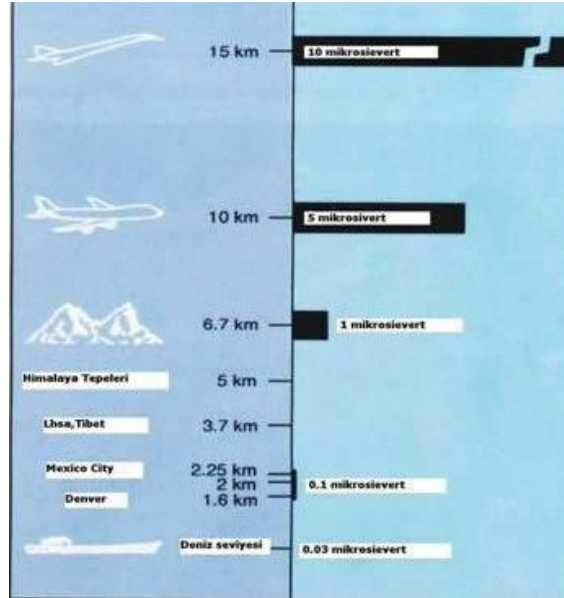 15 km 10 mikrosievert
10 km 5 mikrosivert
6.7 km 1 mikrosievert
Himalaya Tepeleri 5 km
Lhsa,Tibet 3.7 km
Mexico City 2.25 km
2 km 0.1 mikrosievert
Denver 1.6 km
Deniz seviyesi 0.03 mikrosievert